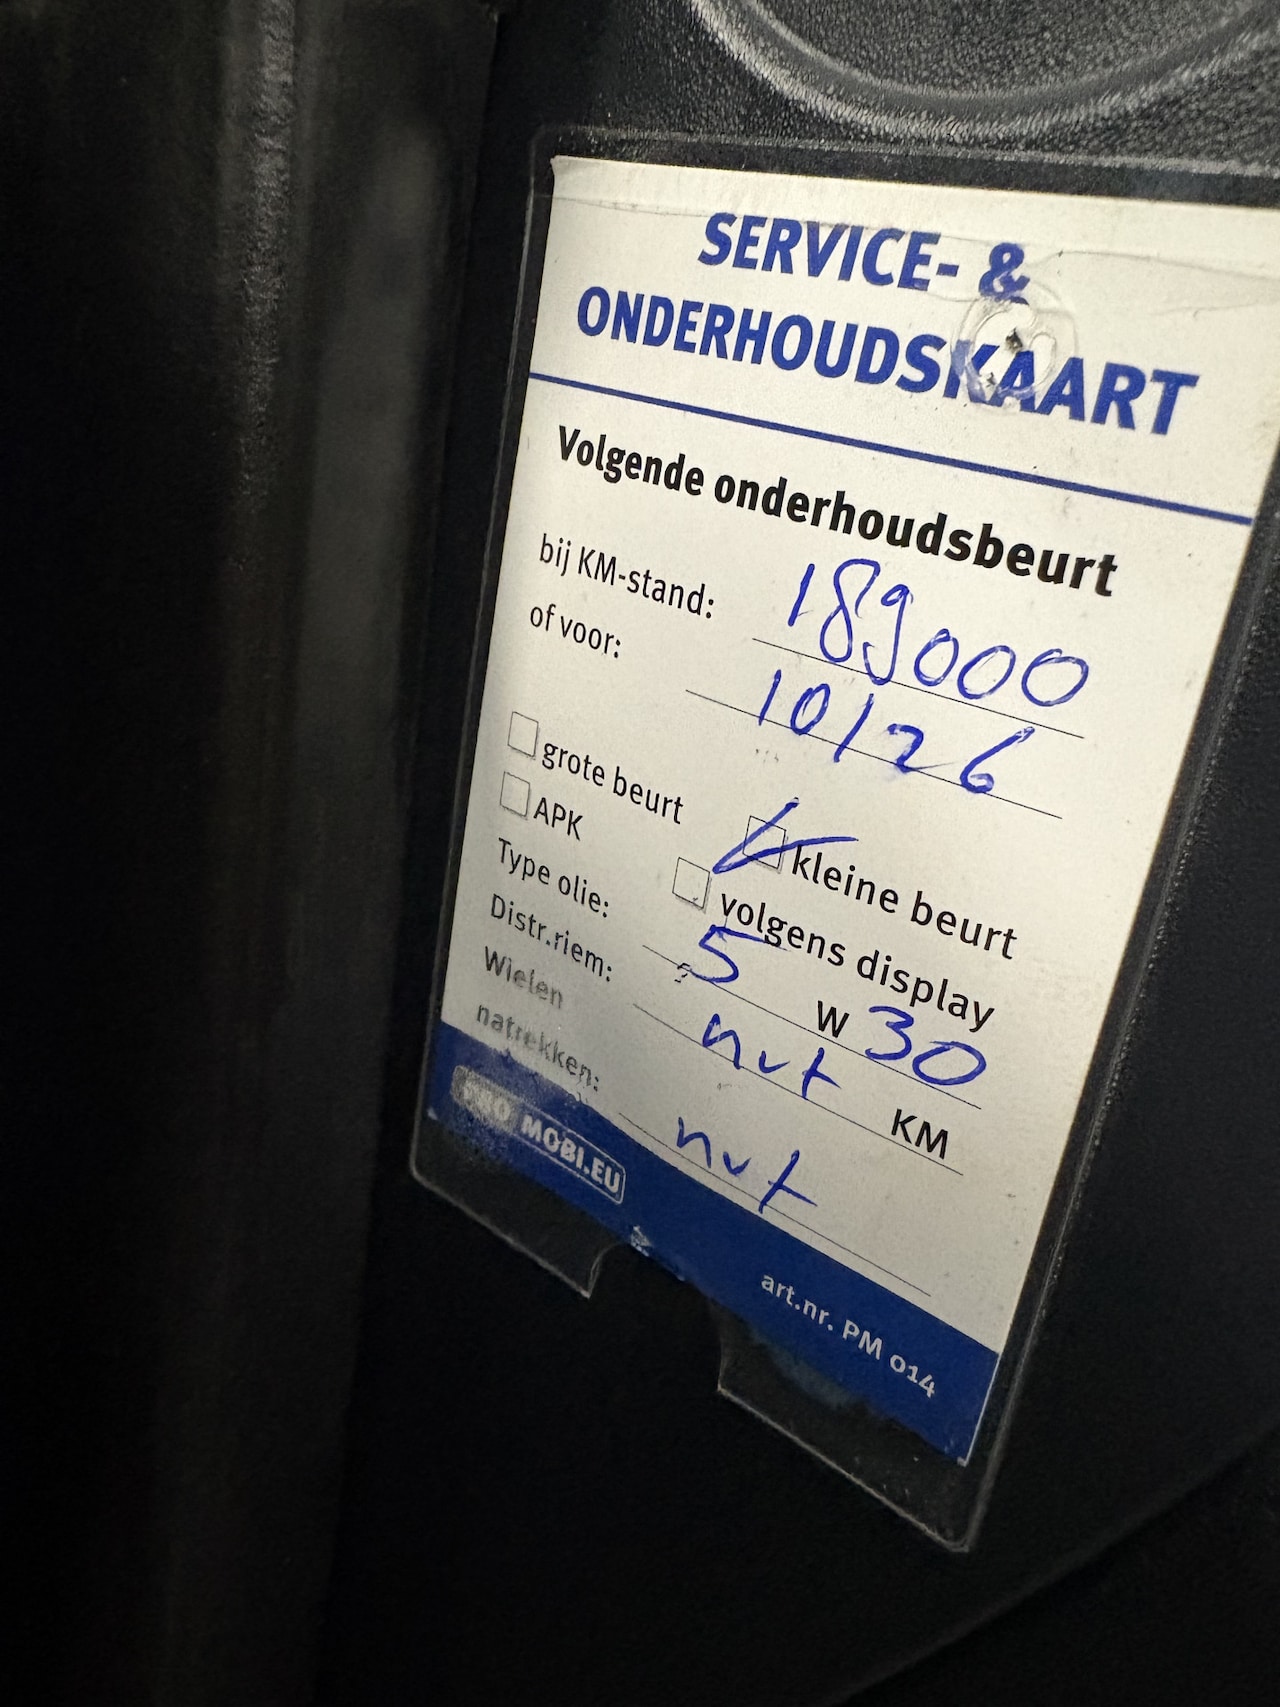 SERVICE- &
ONDERHOUDSKAART
Volgende onderhoudsbeurt
bij KM-stand: 189000
of voor: 10/26
grote beurt kleine beurt
APK volgens display
Type olie: 5 W 30
Distr.riem: nvt KM
Wielen
natrekken: nvt
PRO MOBI.EU
art.nr. PM 014